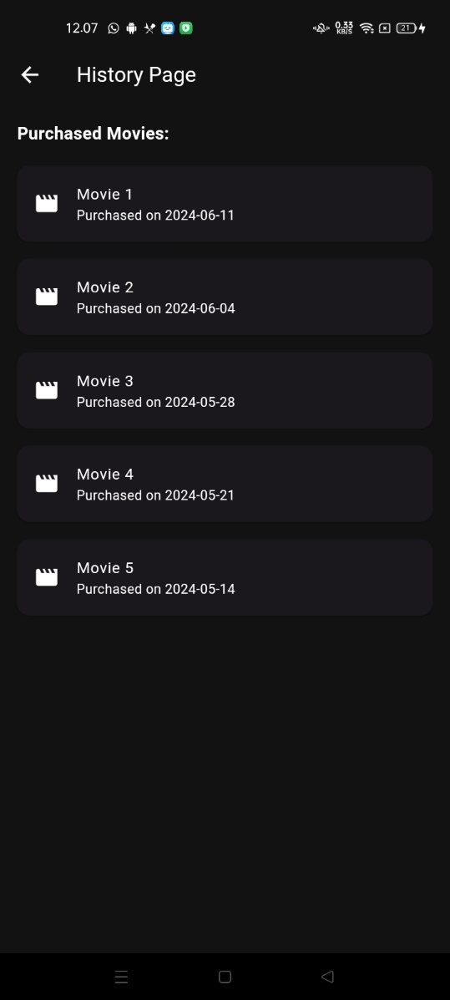 12.07
0.33
KB/S
21
History Page
Purchased Movies:
Movie 1
Purchased on 2024-06-11
Movie 2
Purchased on 2024-06-04
Movie 3
Purchased on 2024-05-28
Movie 4
Purchased on 2024-05-21
Movie 5
Purchased on 2024-05-14